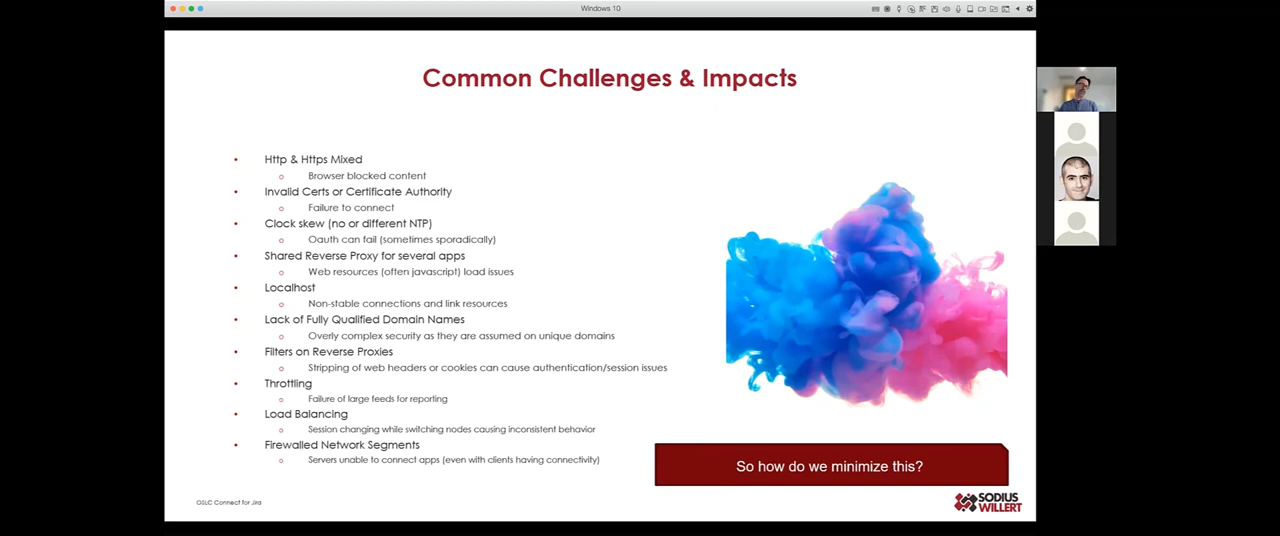 Windows 10
Common Challenges & Impacts
• Http & Https Mixed
o Browser blocked content
• Invalid Certs or Certificate Authority
o Failure to connect
• Clock skew (no or different NTP)
o Oauth can fail (sometimes sporadically)
• Shared Reverse Proxy for several apps
o Web resources (often javascript) load issues
• Localhost
o Non-stable connections and link resources
• Lack of Fully Qualified Domain Names
o Overly complex security as they are assumed on unique domains
• Filters on Reverse Proxies
o Stripping of web headers or cookies can cause authentication/session issues
• Throttling
o Failure of large feeds for reporting
• Load Balancing
o Session changing while switching nodes causing inconsistent behavior
• Firewalled Network Segments
o Servers unable to connect apps (even with clients having connectivity)
So how do we minimize this?
OSLC Connect for Jira
SODIUS
WILLERT